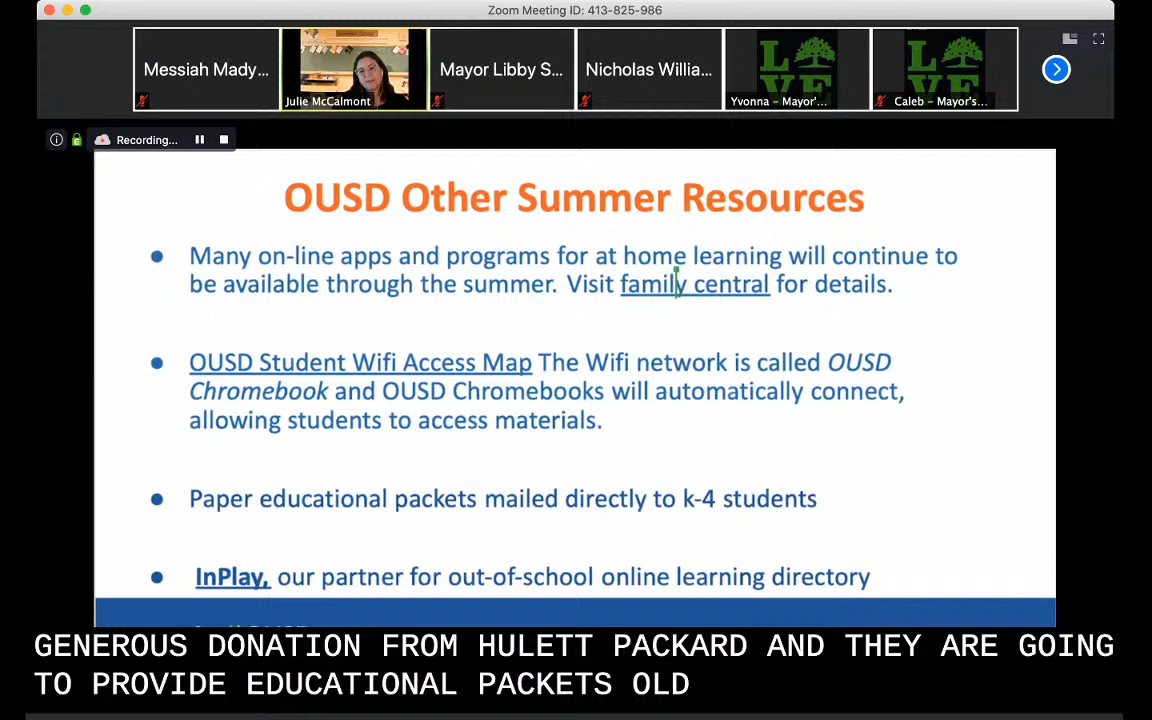 Zoom Meeting ID: 413-825-986
Messiah Mady...
Mayor Libby S...
Nicholas Willia...
LOVE
LOVE
Julie McCalmont
Yvonna - Mayor'...
Caleb - Mayor's...
Recording...
OUSD Other Summer Resources
● Many on-line apps and programs for at home learning will continue to
be available through the summer. Visit family central for details.
● OUSD Student Wifi Access Map The Wifi network is called OUSD
Chromebook and OUSD Chromebooks will automatically connect,
allowing students to access materials.
● Paper educational packets mailed directly to k-4 students
● InPlay, our partner for out-of-school online learning directory
GENEROUS DONATION FROM HULETT PACKARD AND THEY ARE GOING
TO PROVIDE EDUCATIONAL PACKETS OLD